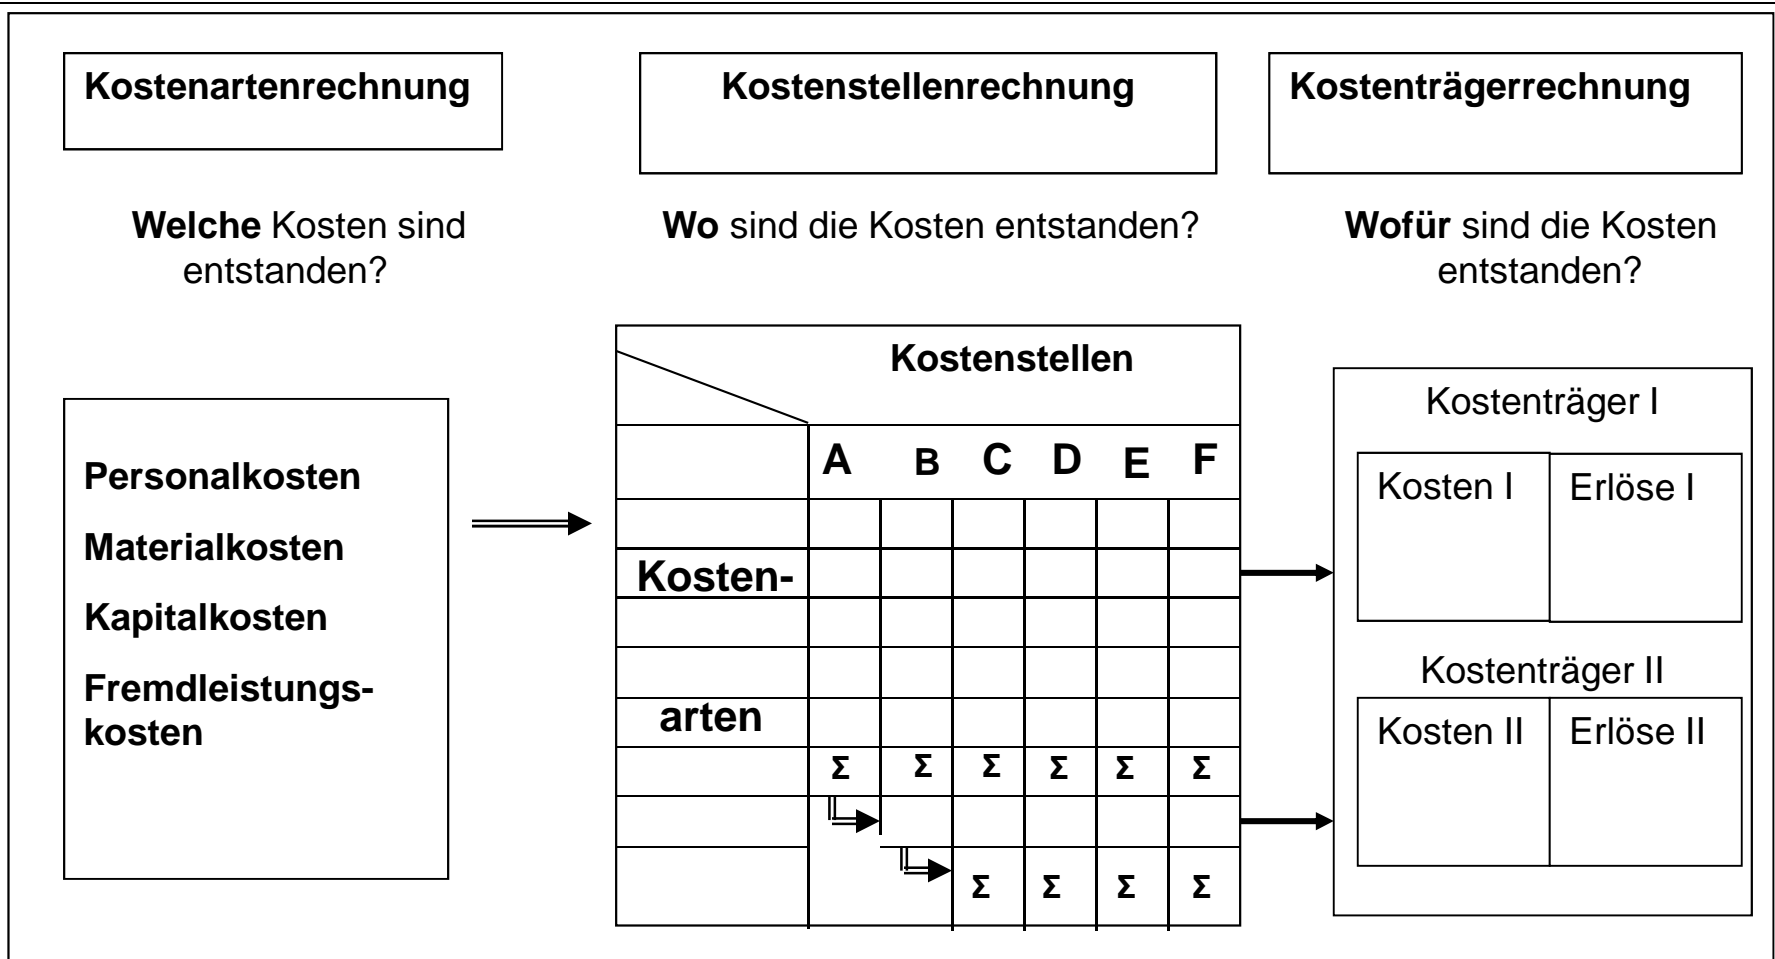 Kostenartenrechnung
Kostenstellenrechnung
Kostenträgerrechnung
Welche Kosten sind
entstanden?
Wo sind die Kosten entstanden?
Wofür sind die Kosten
entstanden?
Personalkosten
Materialkosten
Kapitalkosten
Fremdleistungs-
kosten
Kostenstellen
A B C D E F
Kosten-
arten
Σ Σ Σ Σ Σ Σ
Σ Σ Σ Σ
Kostenträger I
Kosten I Erlöse I
Kostenträger II
Kosten II Erlöse II